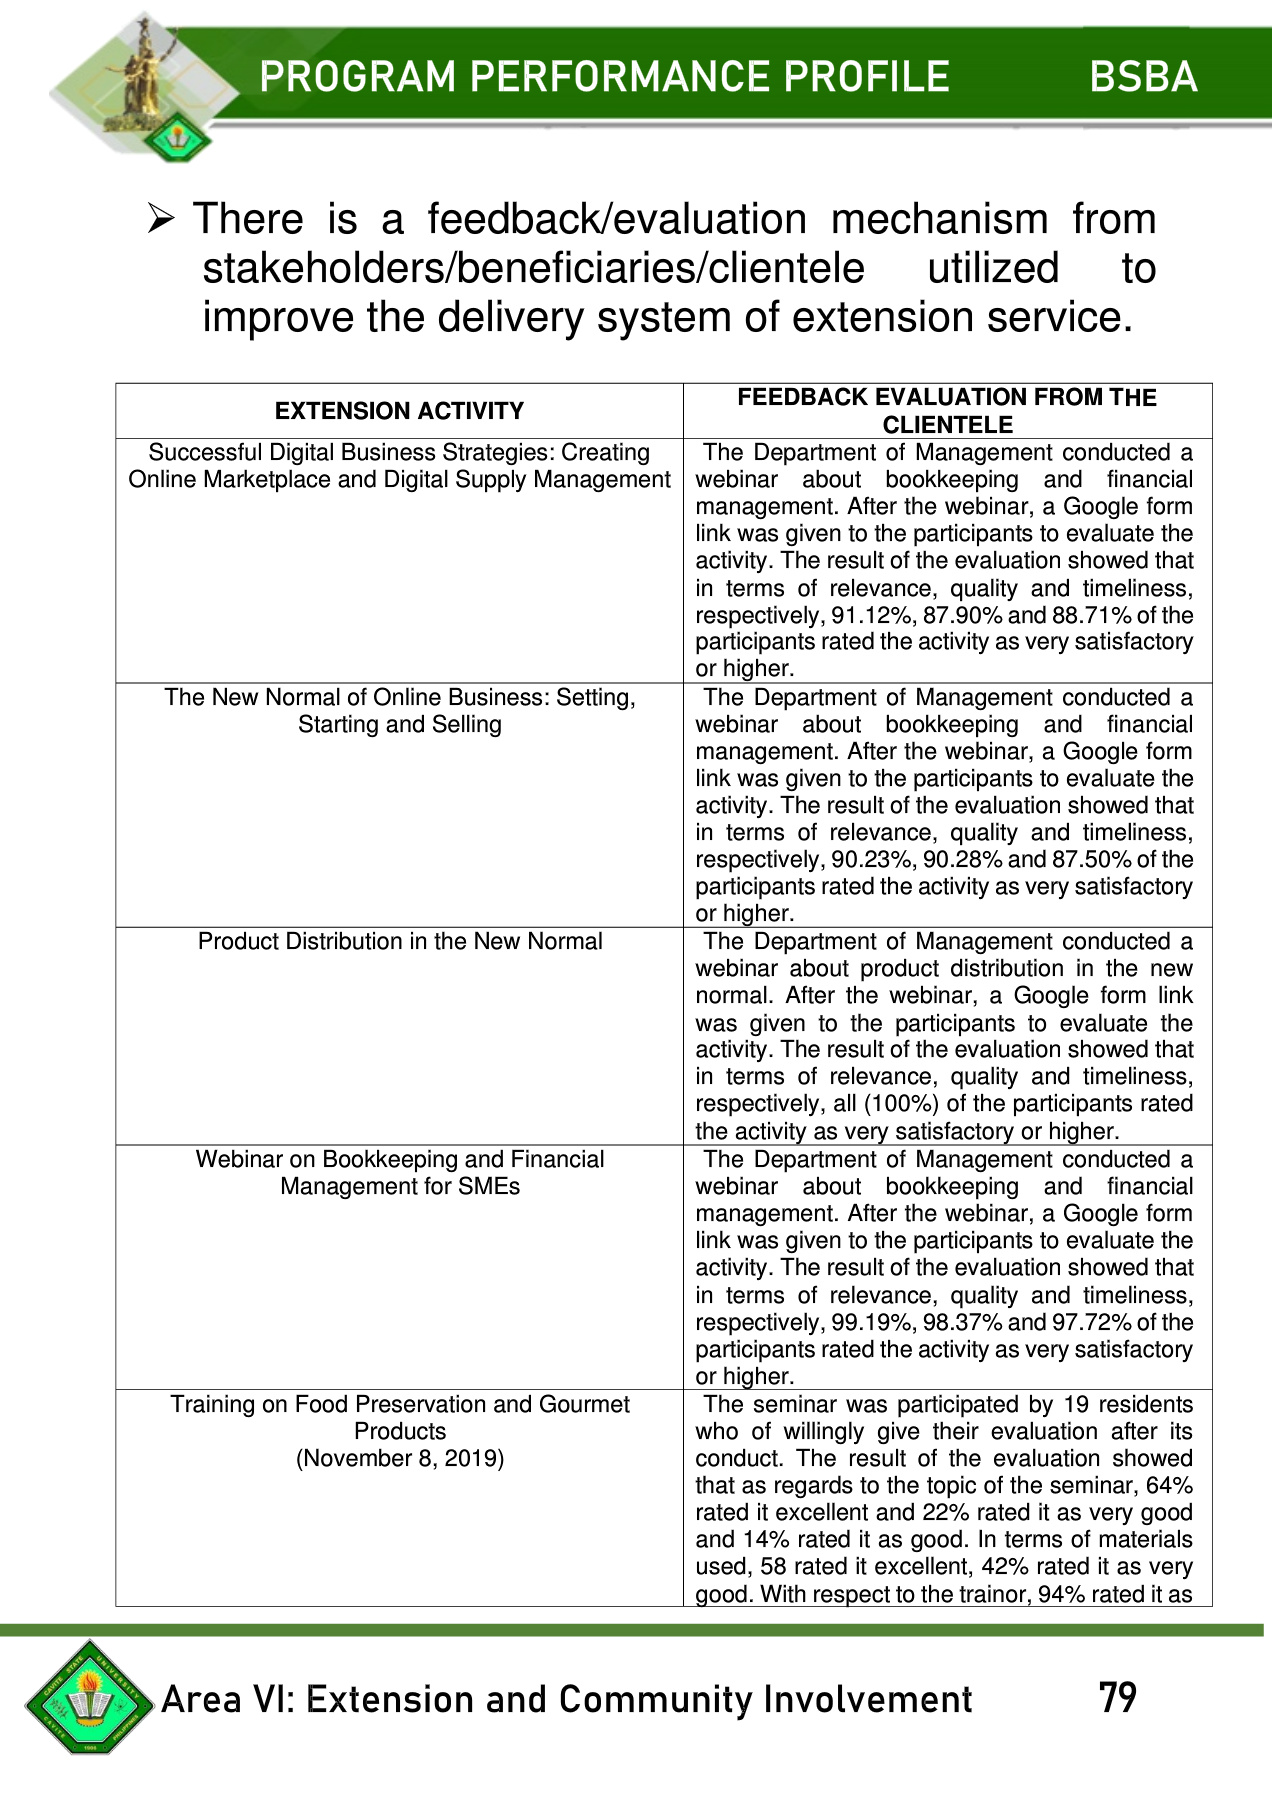 PROGRAM PERFORMANCE PROFILE BSBA
➢ There is a feedback/evaluation mechanism from
stakeholders/beneficiaries/clientele utilized to
improve the delivery system of extension service.
EXTENSION ACTIVITY
FEEDBACK EVALUATION FROM THE
CLIENTELE
Successful Digital Business Strategies: Creating
Online Marketplace and Digital Supply Management
The Department of Management conducted a
webinar about bookkeeping and financial
management. After the webinar, a Google form
link was given to the participants to evaluate the
activity. The result of the evaluation showed that
in terms of relevance, quality and timeliness,
respectively, 91.12%, 87.90% and 88.71% of the
participants rated the activity as very satisfactory
or higher.
The New Normal of Online Business: Setting,
Starting and Selling
The Department of Management conducted a
webinar about bookkeeping and financial
management. After the webinar, a Google form
link was given to the participants to evaluate the
activity. The result of the evaluation showed that
in terms of relevance, quality and timeliness,
respectively, 90.23%, 90.28% and 87.50% of the
participants rated the activity as very satisfactory
or higher.
Product Distribution in the New Normal
The Department of Management conducted a
webinar about product distribution in the new
normal. After the webinar, a Google form link
was given to the participants to evaluate the
activity. The result of the evaluation showed that
in terms of relevance, quality and timeliness,
respectively, all (100%) of the participants rated
the activity as very satisfactory or higher.
Webinar on Bookkeeping and Financial
Management for SMEs
The Department of Management conducted a
webinar about bookkeeping and financial
management. After the webinar, a Google form
link was given to the participants to evaluate the
activity. The result of the evaluation showed that
in terms of relevance, quality and timeliness,
respectively, 99.19%, 98.37% and 97.72% of the
participants rated the activity as very satisfactory
or higher.
Training on Food Preservation and Gourmet
Products
(November 8, 2019)
The seminar was participated by 19 residents
who of willingly give their evaluation after its
conduct. The result of the evaluation showed
that as regards to the topic of the seminar, 64%
rated it excellent and 22% rated it as very good
and 14% rated it as good. In terms of materials
used, 58 rated it excellent, 42% rated it as very
good. With respect to the trainor, 94% rated it as
CAVITE STATE UNIVERSITY
CAVITE PHILIPPINES
1906
Area VI: Extension and Community Involvement 79